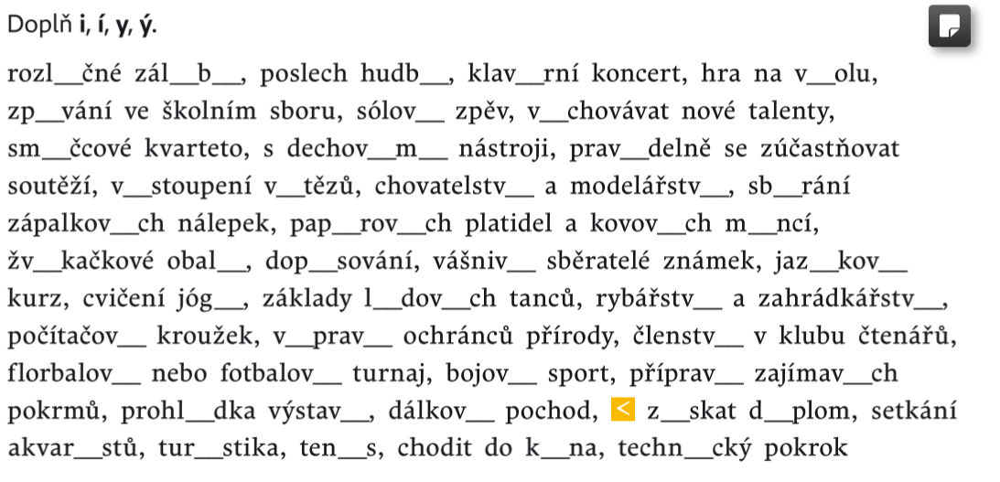 Doplň i, í, y, ý.
rozl__čné zál__b__, poslech hudb__, klav__rní koncert, hra na v__olu,
zp__vání ve školním sboru, sólov__ zpěv, v__chovávat nové talenty,
sm__čcové kvarteto, s dechov__m__ nástroji, prav__delně se zúčastňovat
soutěží, v__stoupení v__tězů, chovatelstv__ a modelářstv__, sb__rání
zápalkov__ch nálepek, pap__rov__ch platidel a kovov__ch m__ncí,
žv__kačkové obal__, dop__sování, vášniv__ sběratelé známek, jaz__kov__
kurz, cvičení jóg__, základy l__dov__ch tanců, rybářstv__ a zahrádkářstv__,
počítačov__ kroužek, v__prav__ ochránců přírody, členstv__ v klubu čtenářů,
florbalov__ nebo fotbalov__ turnaj, bojov__ sport, příprav__ zajímav__ch
pokrmů, prohl__dka výstav__, dálkov__ pochod, < z__skat d__plom, setkání
akvar__stů, tur__stika, ten__s, chodit do k__na, techn__cký pokrok